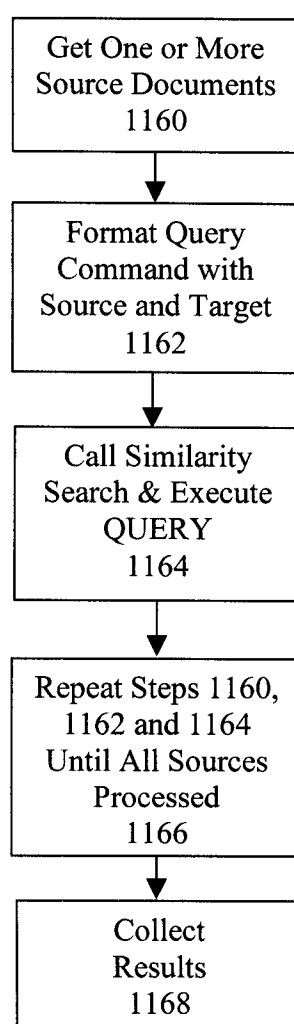 Get One or More
Source Documents
1160
Format Query
Command with
Source and Target
1162
Call Similarity
Search & Execute
QUERY
1164
Repeat Steps 1160,
1162 and 1164
Until All Sources
Processed
1166
Collect
Results
1168